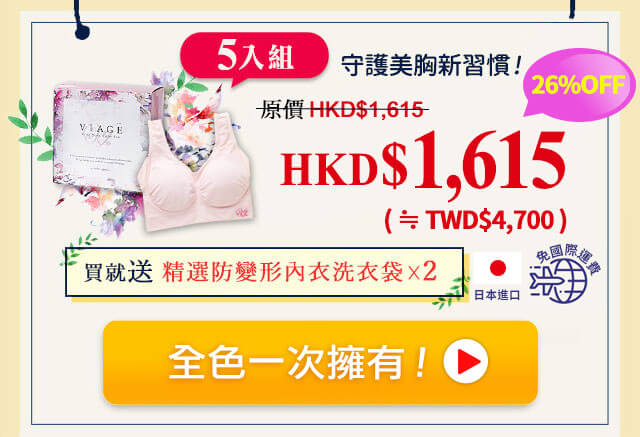 5入組
守護美胸新習慣!
26%OFF
原價 HKD$1,615
HKD$1,615
(≒ TWD$4,700)
VIAGE
買就送 精選防變形內衣洗衣袋×2
日本進口
免國際運費
全色一次擁有!